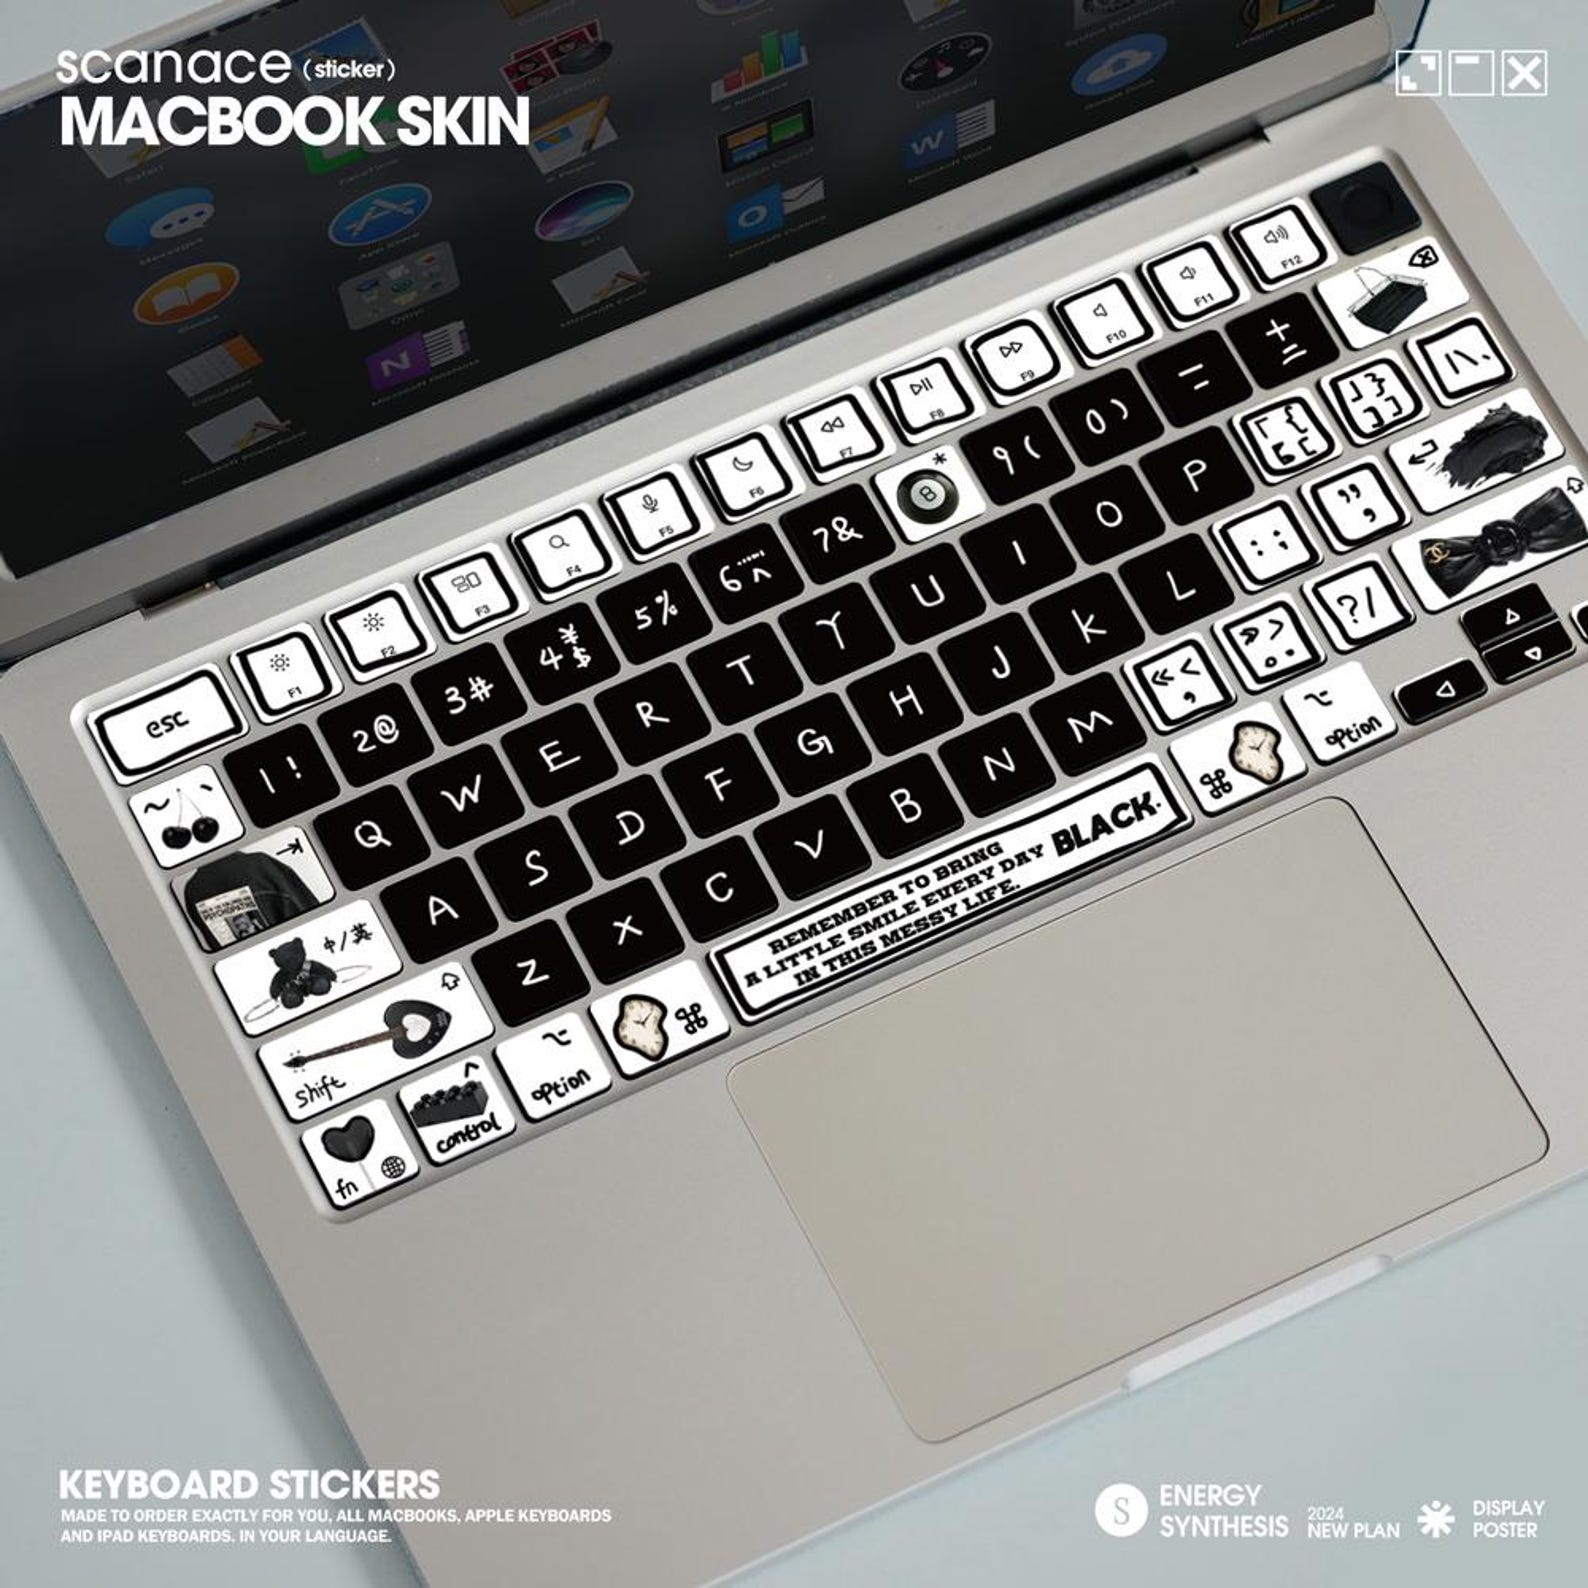 scanace (sticker)
MACBOOK SKIN
esc
F1
F2
F3
F4
F5
F6
F7
F8
F9
F10
F11
F12
~ `
1 !
2 @
3 #
4 ¥ $
5 %
6 …… ^
7 &
8 *
9 (
0 )
- =
+ =
Q
W
E
R
T
Y
U
I
O
P
中/英
A
S
D
F
G
H
J
K
L
: ;
" ;
shift
Z
X
C
V
B
N
M
《 < ,
》 > 。 .
? /
fn
control
option
⌘
REMEMBER TO BRING
A LITTLE SMILE EVERY DAY
IN THIS MESSY LIFE.
BLACK.
⌘
option
KEYBOARD STICKERS
MADE TO ORDER EXACTLY FOR YOU, ALL MACBOOKS, APPLE KEYBOARDS
AND IPAD KEYBOARDS. IN YOUR LANGUAGE.
S
ENERGY
SYNTHESIS
2024
NEW PLAN
DISPLAY
POSTER